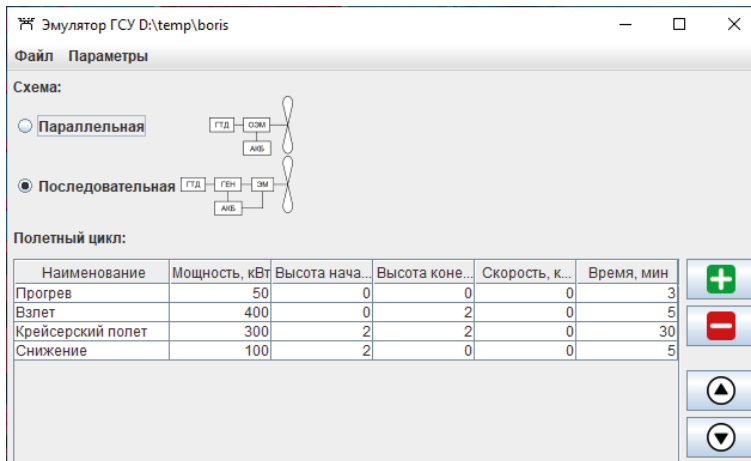 Эмулятор ГСУ D:\temp\boris
Файл Параметры
Схема:
Параллельная
ГТД ОЭМ
АКБ
Последовательная ГТД ГЕН ЭМ
АКБ
Полетный цикл:
Наименование Мощность, кВт Высота нача... Высота коне... Скорость, к... Время, мин
Прогрев 50 0 0 0 3
Взлет 400 0 2 0 5
Крейсерский полет 300 2 2 0 30
Снижение 100 2 0 0 5